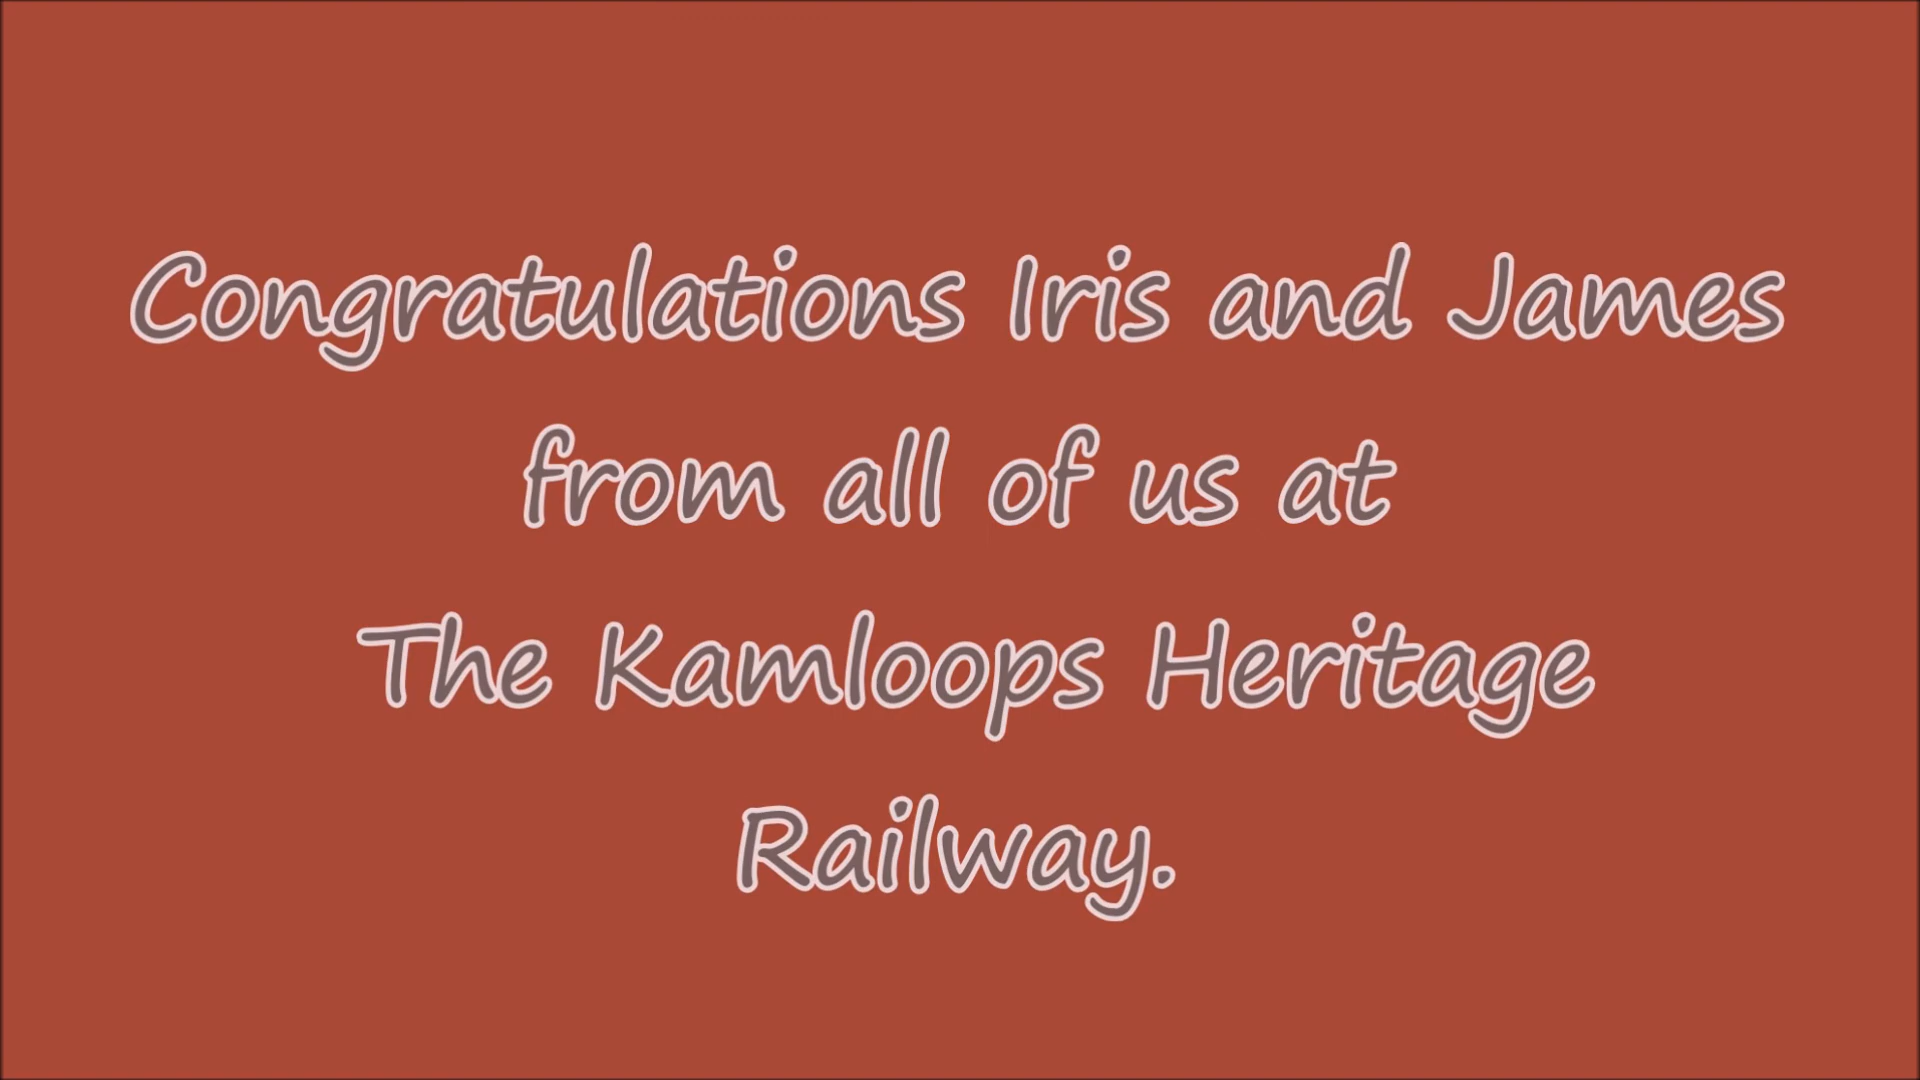 Congratulations Iris and James
from all of us at
The Kamloops Heritage
Railway.